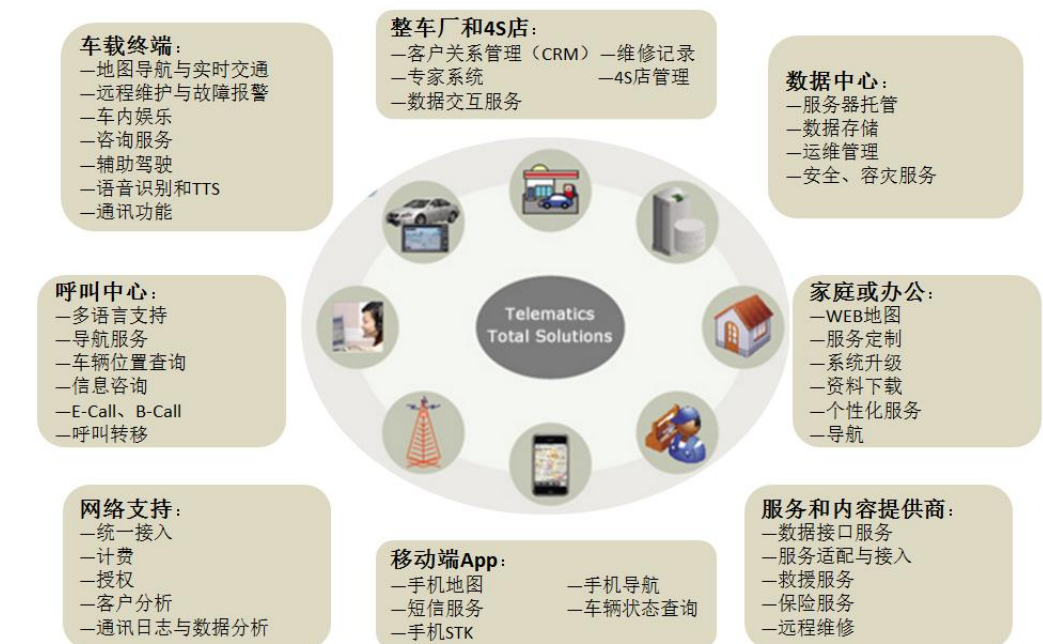 车载终端：
—地图导航与实时交通
—远程维护与故障报警
—车内娱乐
—咨询服务
—辅助驾驶
—语音识别和TTS
—通讯功能
整车厂和4S店：
—客户关系管理（CRM）—维修记录
—专家系统 —4S店管理
—数据交互服务
数据中心：
—服务器托管
—数据存储
—运维管理
—安全、容灾服务
呼叫中心：
—多语言支持
—导航服务
—车辆位置查询
—信息咨询
—E-Call、B-Call
—呼叫转移
Telematics
Total Solutions
家庭或办公：
—WEB地图
—服务定制
—系统升级
—资料下载
—个性化服务
—导航
网络支持：
—统一接入
—计费
—授权
—客户分析
—通讯日志与数据分析
移动端App：
—手机地图 —手机导航
—短信服务 —车辆状态查询
—手机STK
服务和内容提供商：
—数据接口服务
—服务适配与接入
—救援服务
—保险服务
—远程维修